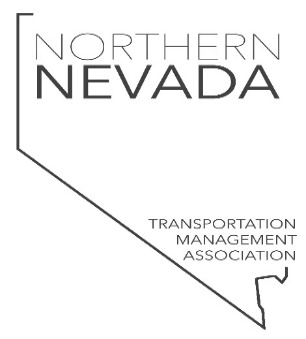 NORTHERN
NEVADA
TRANSPORTATION
MANAGEMENT
ASSOCIATION